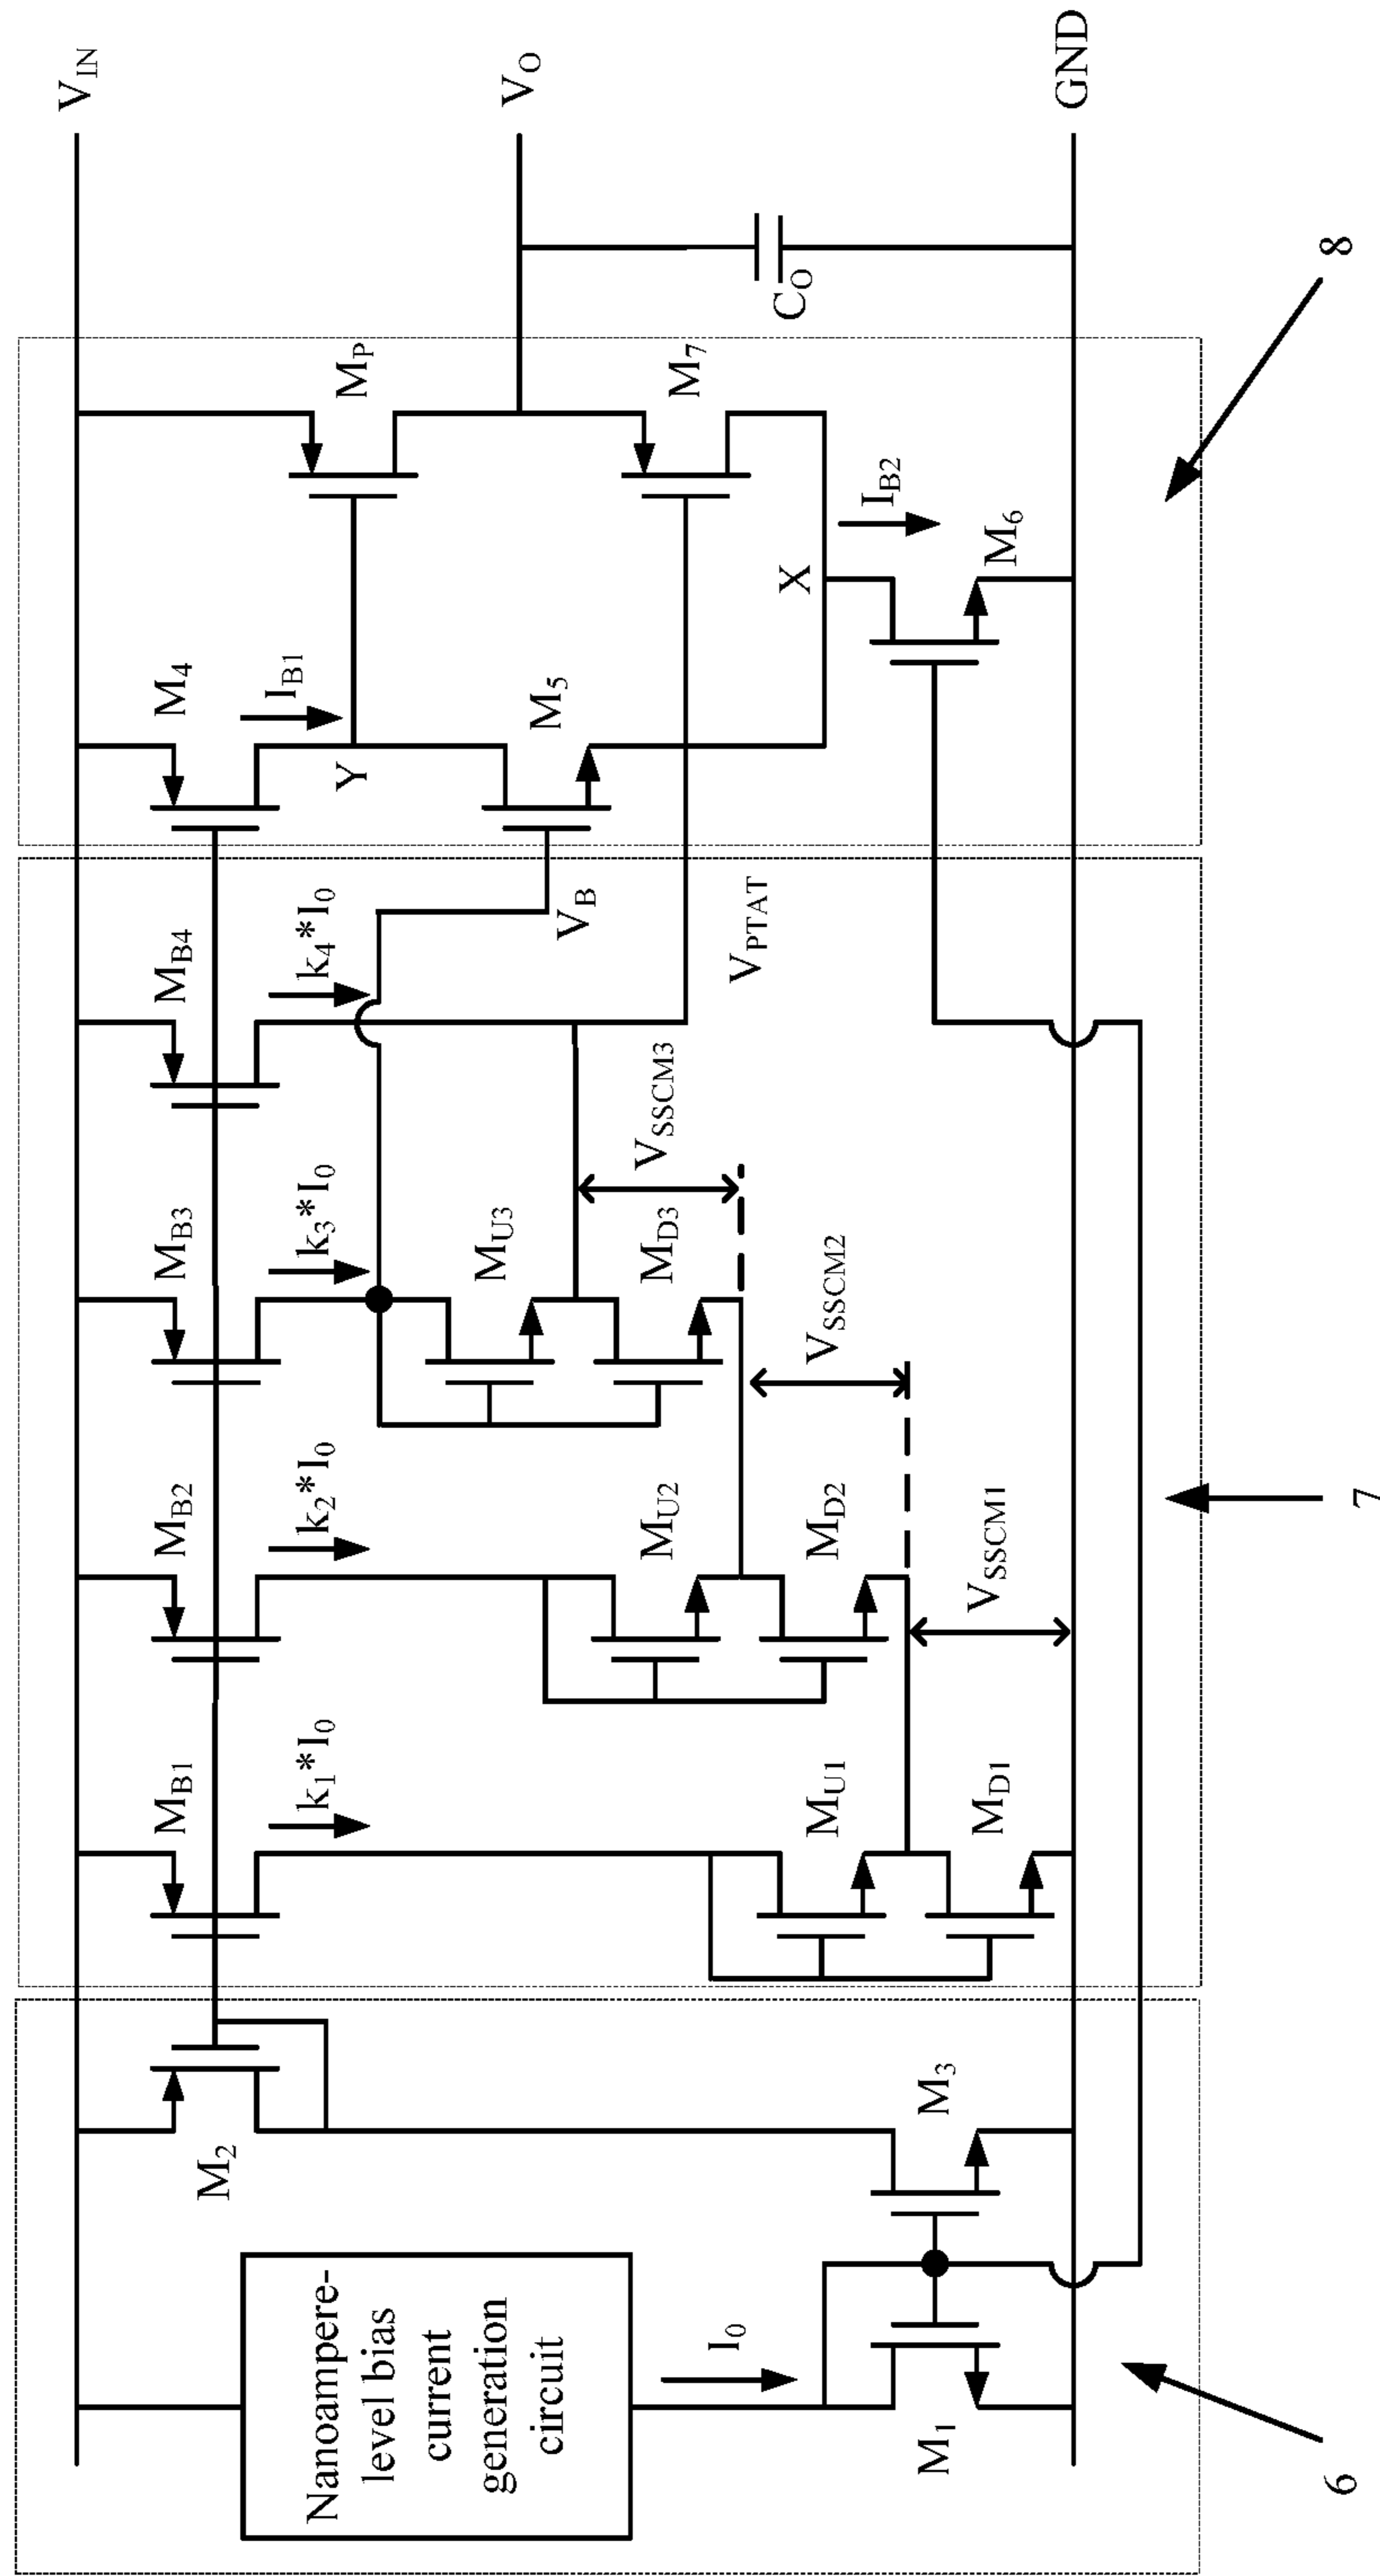 V_IN
V_O
GND
M_2
M_B1
M_B2
M_B3
M_B4
M_4
M_P
k_1*I_0
k_2*I_0
k_3*I_0
k_4*I_0
I_B1
Y
Nanoampere-
level bias
current
generation
circuit
M_U3
M_D3
V_SSCM3
V_B
M_5
M_7
C_O
M_U2
M_D2
V_SSCM2
V_PTAT
X
I_B2
M_6
I_0
M_1
M_3
M_U1
M_D1
V_SSCM1
6
7
8